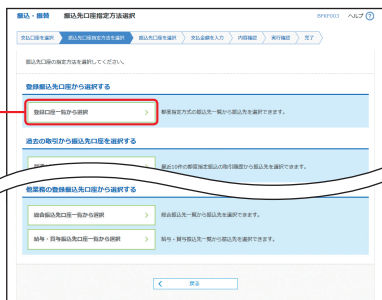 振込・振替 振込先口座指定方法選択 BFKF0013 ヘルプ ?
支払口座を選択 振込先口座指定方法を選択 振込先口座を選択 支払金額を入力 内容確認 実行確認 完了
振込先口座の指定方法を選択してください。
登録振込先口座から選択する
登録口座一覧から選択 都度指定方式の振込先一覧から振込先を選択できます。
過去の取引から振込先口座を選択する
最近10件の都度指定振込の取引履歴から振込先を選択できます。
他業務の登録振込先口座から選択する
総合振込先口座一覧から選択 総合振込先一覧から振込先を選択できます。
給与・賞与振込先口座一覧から選択 給与・賞与振込先一覧から振込先を選択できます。
戻る